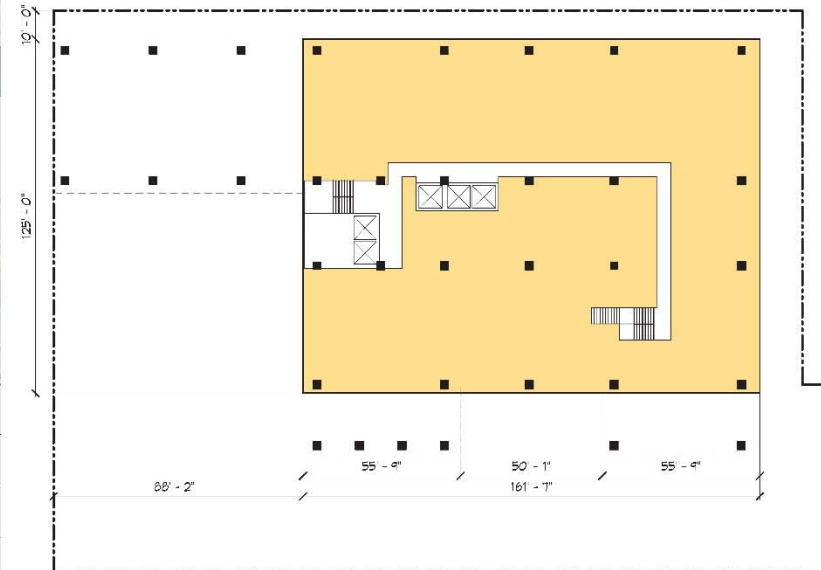 10' - 0"
125' - 0"
55' - 9"
50' - 1"
55' - 9"
88' - 2"
161' - 7"